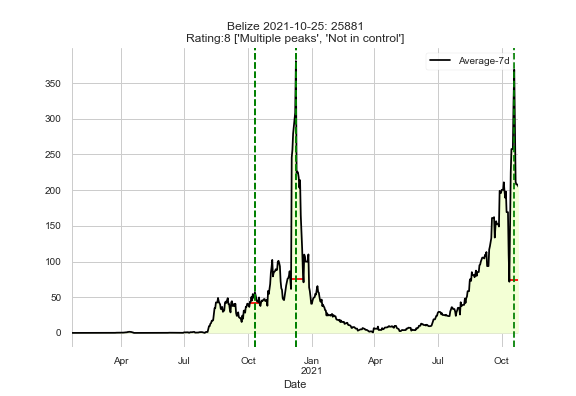 Belize 2021-10-25: 25881
Rating:8 ['Multiple peaks', 'Not in control']
Average-7d
350
300
250
200
150
100
50
0
Apr Jul Oct Jan Apr Jul Oct
2021
Date